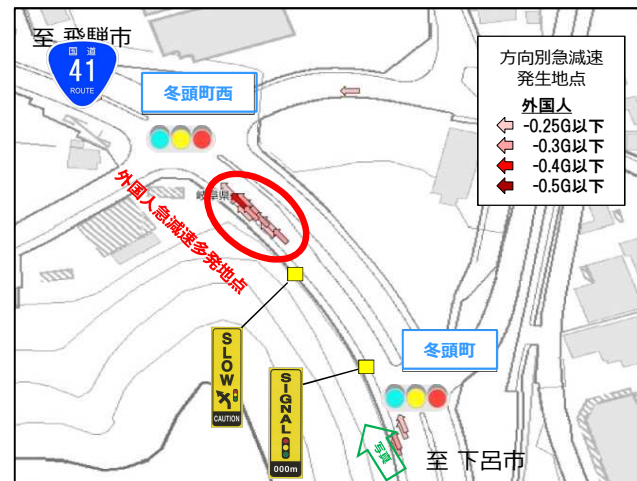 至 飛騨市
国道
41
ROUTE
冬頭町西
方向別急減速
発生地点
外国人
-0.25G以下
-0.3G以下
-0.4G以下
-0.5G以下
岐阜県
外国人急減速多発地点
SLOW
CAUTION
SIGNAL
000m
冬頭町
写真
至 下呂市